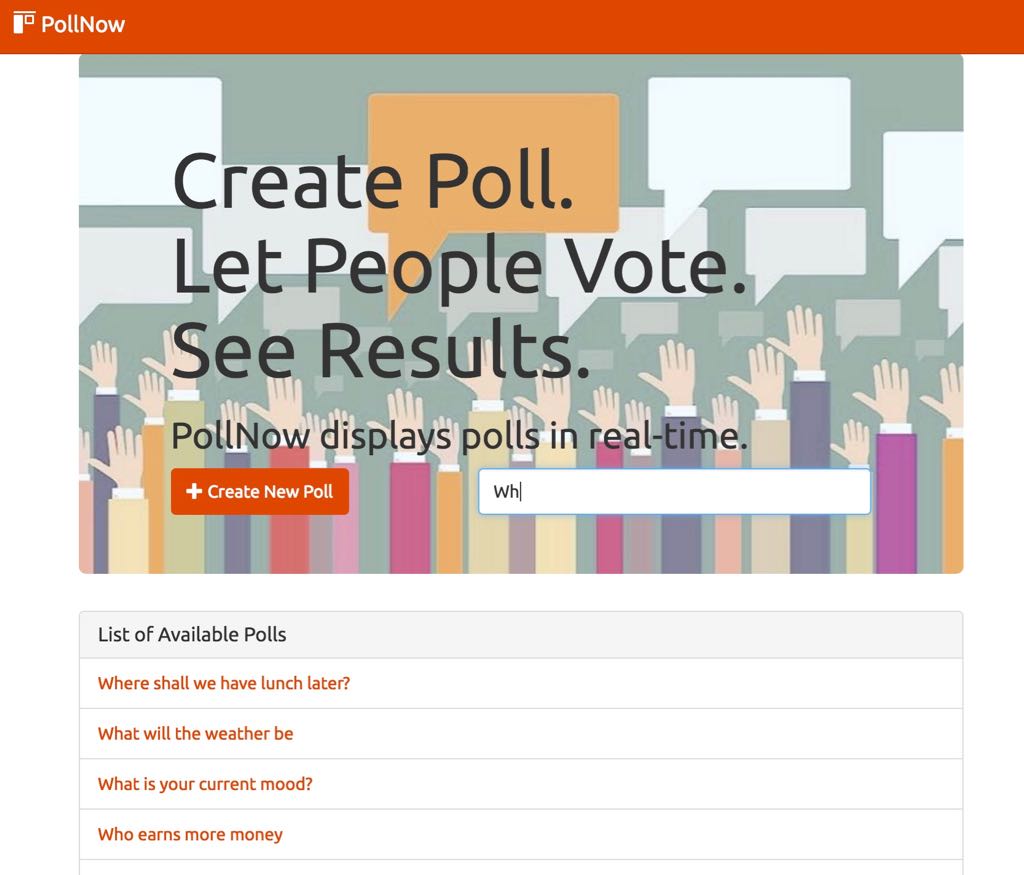 PollNow
Create Poll.
Let People Vote.
See Results.
PollNow displays polls in real-time.
Create New Poll
Wh
List of Available Polls
Where shall we have lunch later?
What will the weather be
What is your current mood?
Who earns more money